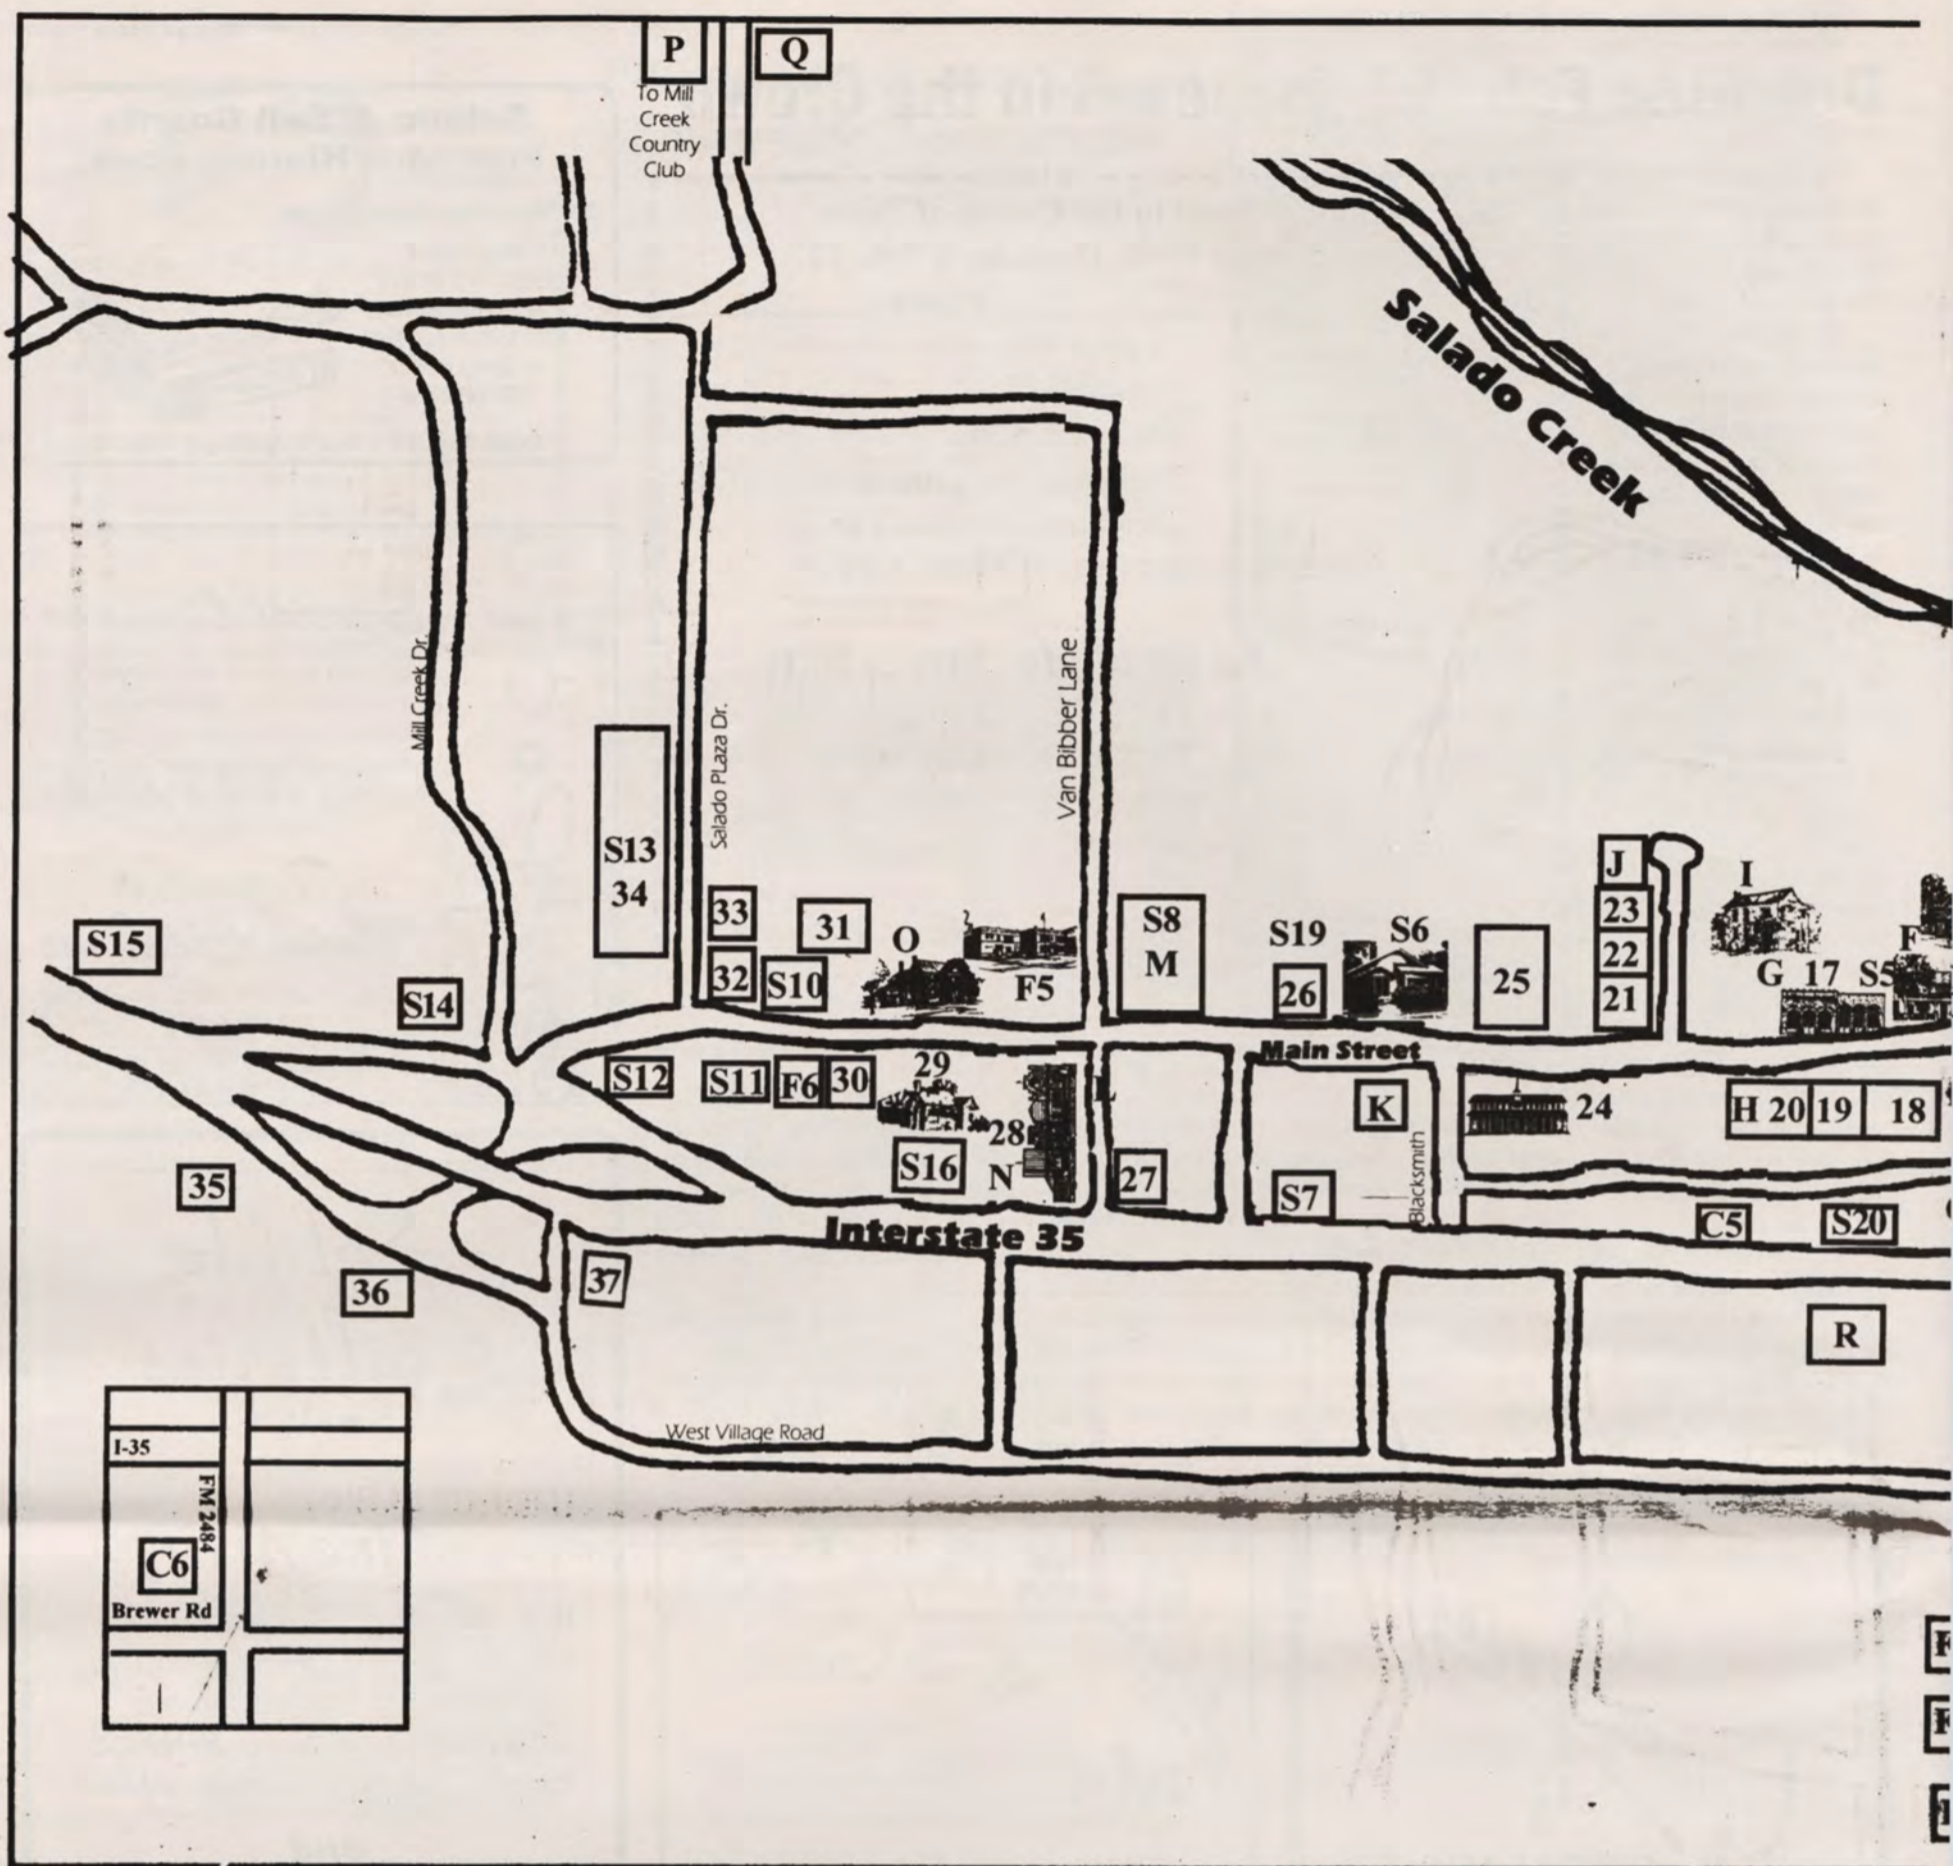 P
Q
To Mill
Creek
Country
Club
Salado Creek
Mill Creek Dr.
Salado PLaza Dr.
Van Bibber Lane
S13
34
S15
S14
33
32
31
S10
O
F5
S8
M
S19
26
S6
25
J
23
22
21
I
G 17 S5
F
Main Street
S12
S11
F6
30
29
28
N
S16
L
27
K
S7
Blacksmith
24
H 20
19
18
35
36
37
Interstate 35
C5
S20
R
West Village Road
I-35
FM 2484
C6
Brewer Rd